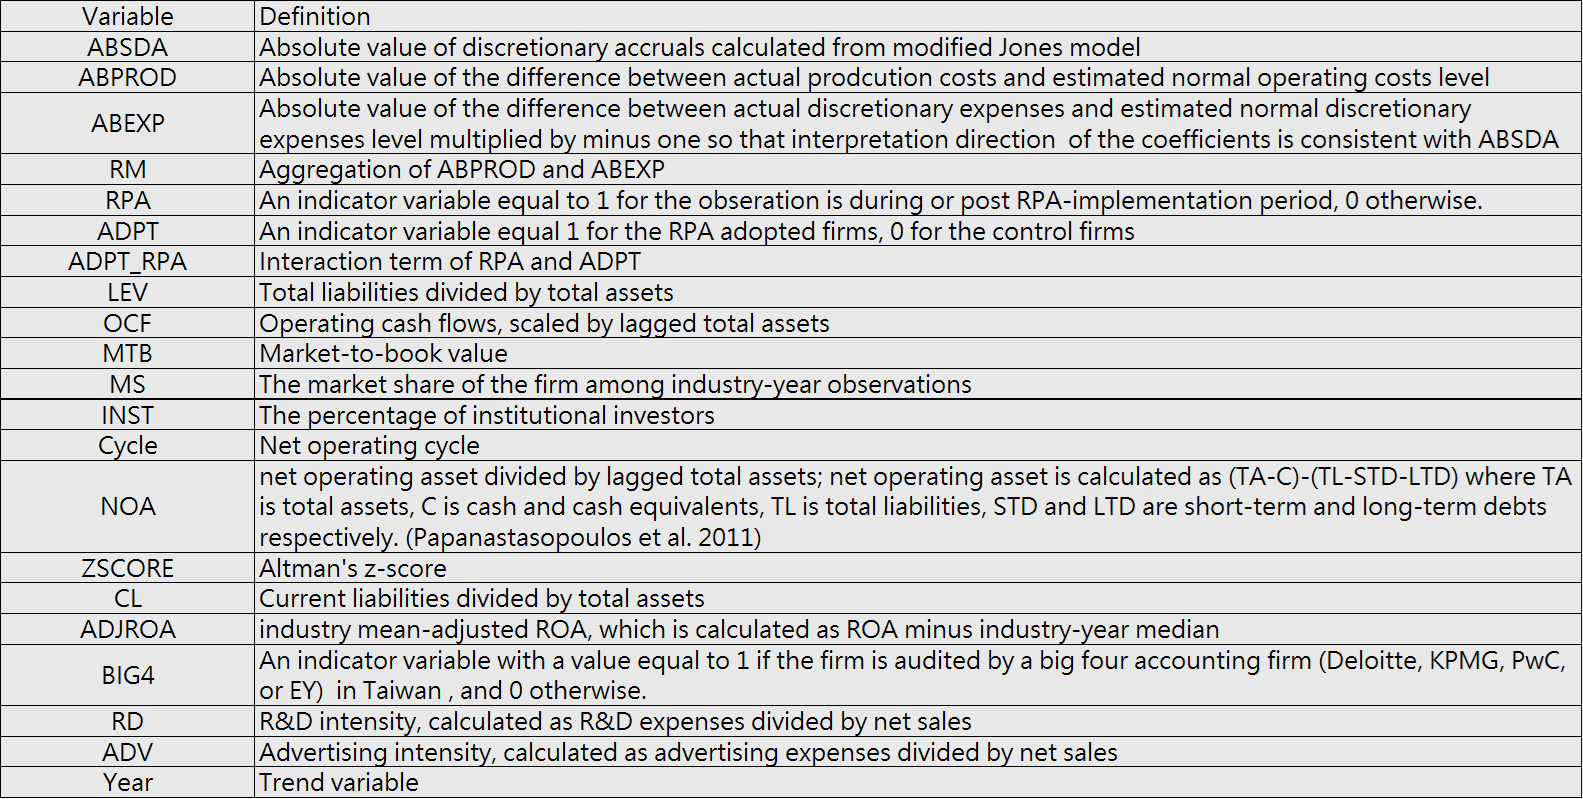 Variable Definition
ABSDA Absolute value of discretionary accruals calculated from modified Jones model
ABPROD Absolute value of the difference between actual prodcution costs and estimated normal operating costs level
ABEXP Absolute value of the difference between actual discretionary expenses and estimated normal discretionary
expenses level multiplied by minus one so that interpretation direction  of the coefficients is consistent with ABSDA
RM Aggregation of ABPROD and ABEXP
RPA An indicator variable equal to 1 for the obseration is during or post RPA-implementation period, 0 otherwise.
ADPT An indicator variable equal 1 for the RPA adopted firms, 0 for the control firms
ADPT_RPA Interaction term of RPA and ADPT
LEV Total liabilities divided by total assets
OCF Operating cash flows, scaled by lagged total assets
MTB Market-to-book value
MS The market share of the firm among industry-year observations
INST The percentage of institutional investors
Cycle Net operating cycle
NOA net operating asset divided by lagged total assets; net operating asset is calculated as (TA-C)-(TL-STD-LTD) where TA
is total assets, C is cash and cash equivalents, TL is total liabilities, STD and LTD are short-term and long-term debts
respectively. (Papanastasopoulos et al. 2011)
ZSCORE Altman's z-score
CL Current liabilities divided by total assets
ADJROA industry mean-adjusted ROA, which is calculated as ROA minus industry-year median
BIG4 An indicator variable with a value equal to 1 if the firm is audited by a big four accounting firm (Deloitte, KPMG, PwC,
or EY)  in Taiwan , and 0 otherwise.
RD R&D intensity, calculated as R&D expenses divided by net sales
ADV Advertising intensity, calculated as advertising expenses divided by net sales
Year Trend variable